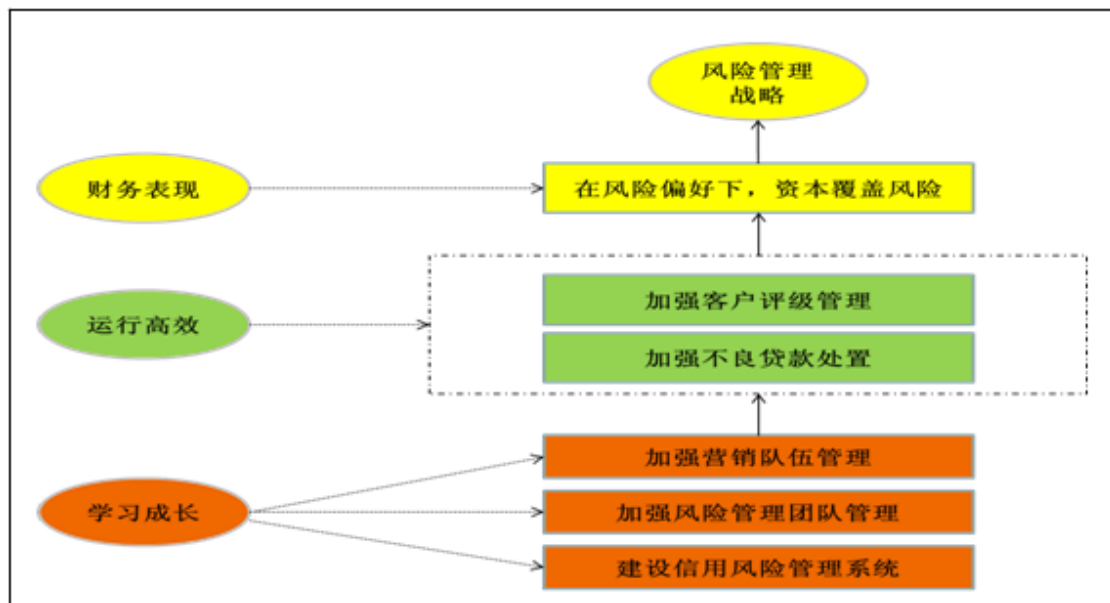 风险管理
战略
财务表现
在风险偏好下，资本覆盖风险
加强客户评级管理
运行高效
加强不良贷款处置
加强营销队伍管理
学习成长
加强风险管理团队管理
建设信用风险管理系统